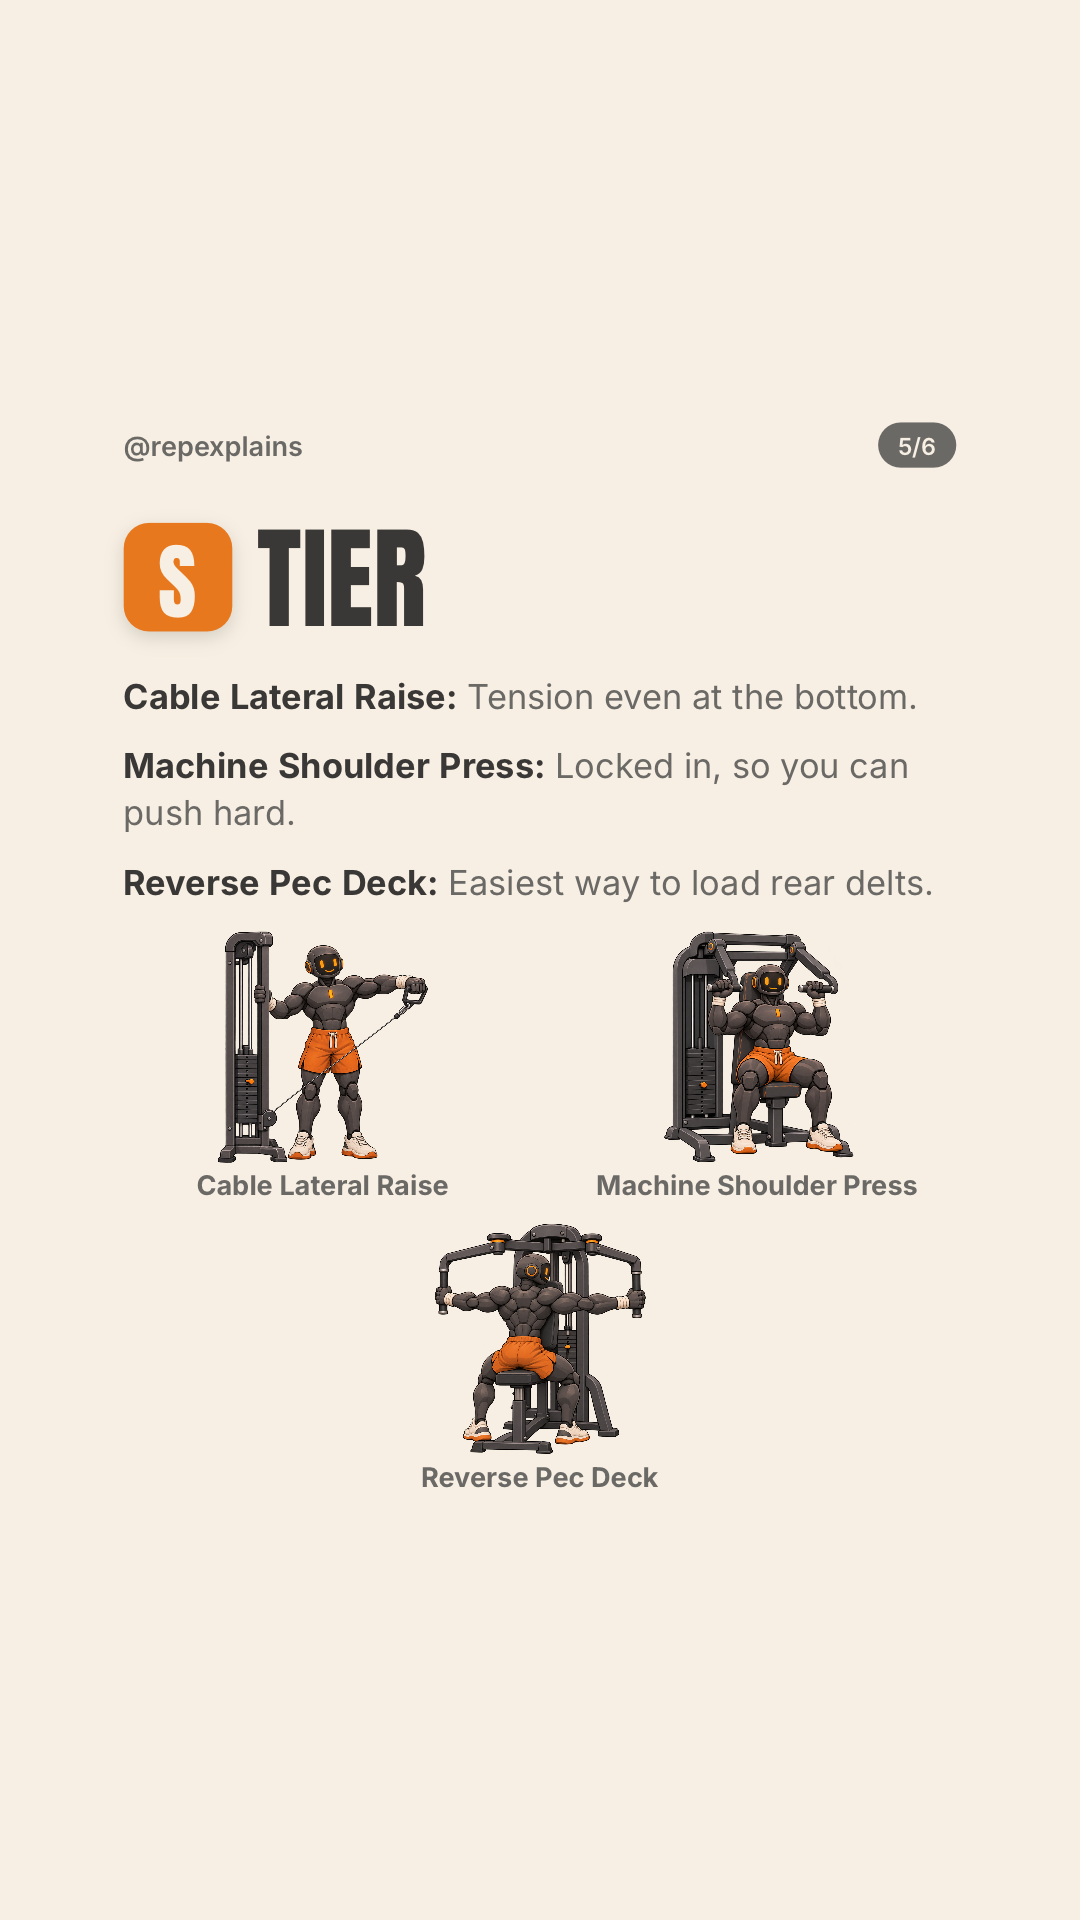 @repexplains
5/6
S TIER
Cable Lateral Raise: Tension even at the bottom.
Machine Shoulder Press: Locked in, so you can
push hard.
Reverse Pec Deck: Easiest way to load rear delts.
Cable Lateral Raise
Machine Shoulder Press
Reverse Pec Deck